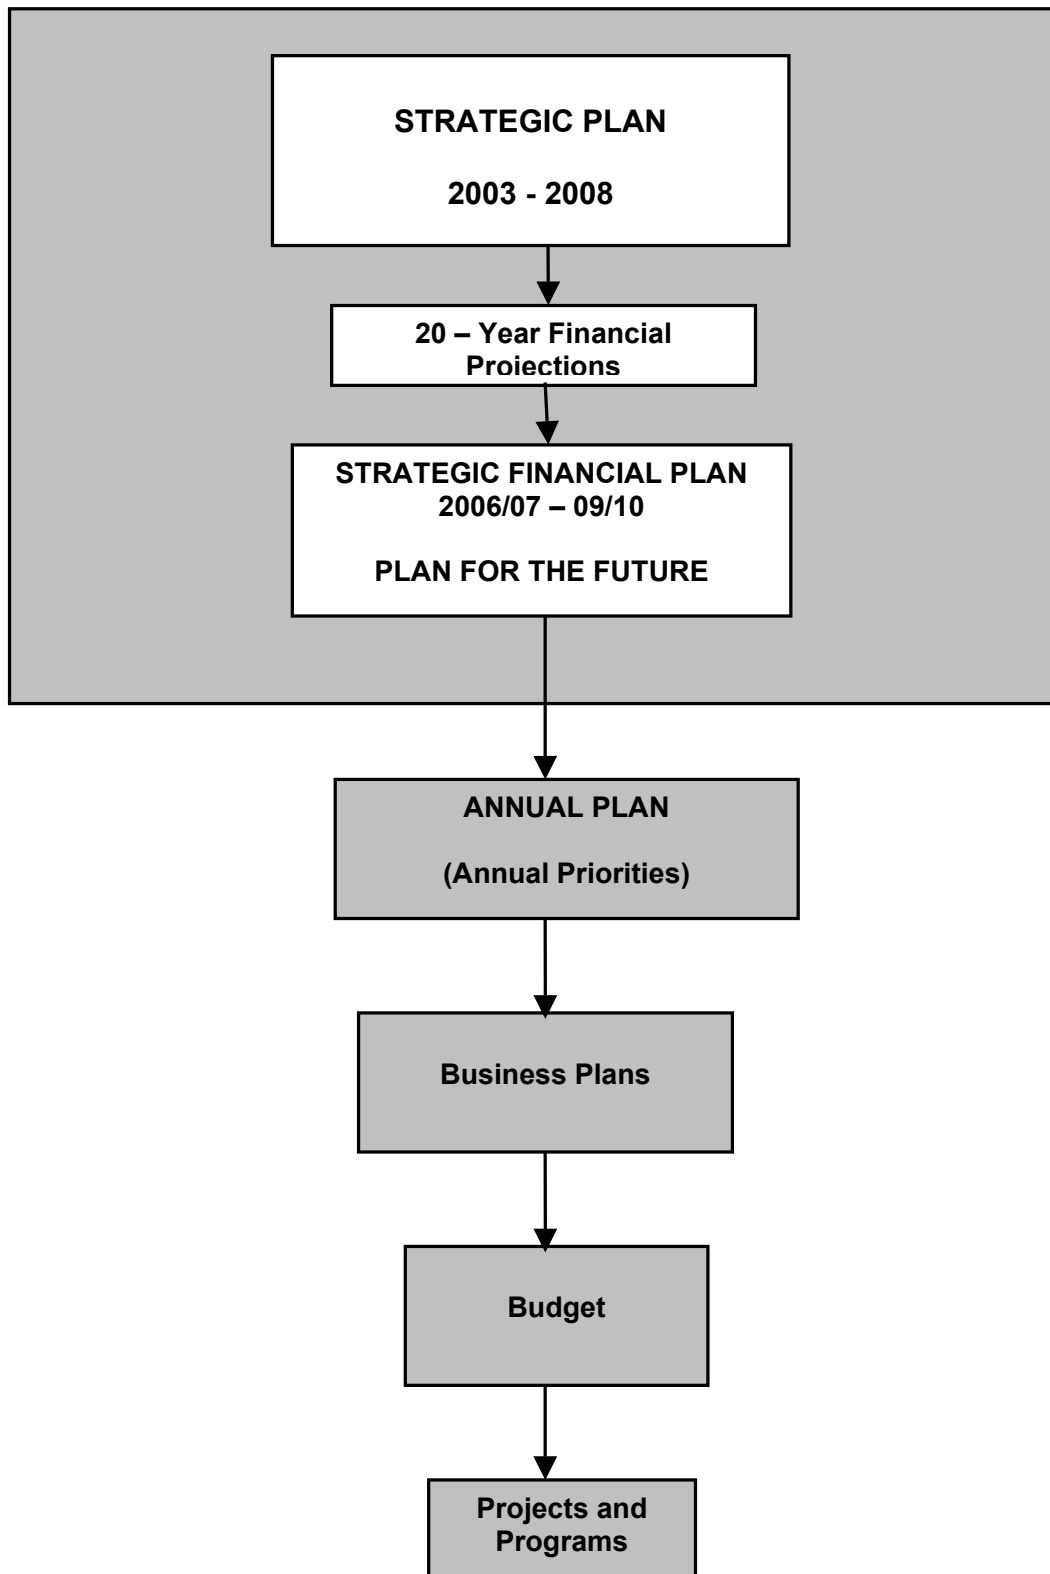 STRATEGIC PLAN
2003 - 2008
20 – Year Financial
Projections
STRATEGIC FINANCIAL PLAN
2006/07 – 09/10
PLAN FOR THE FUTURE
ANNUAL PLAN
(Annual Priorities)
Business Plans
Budget
Projects and
Programs